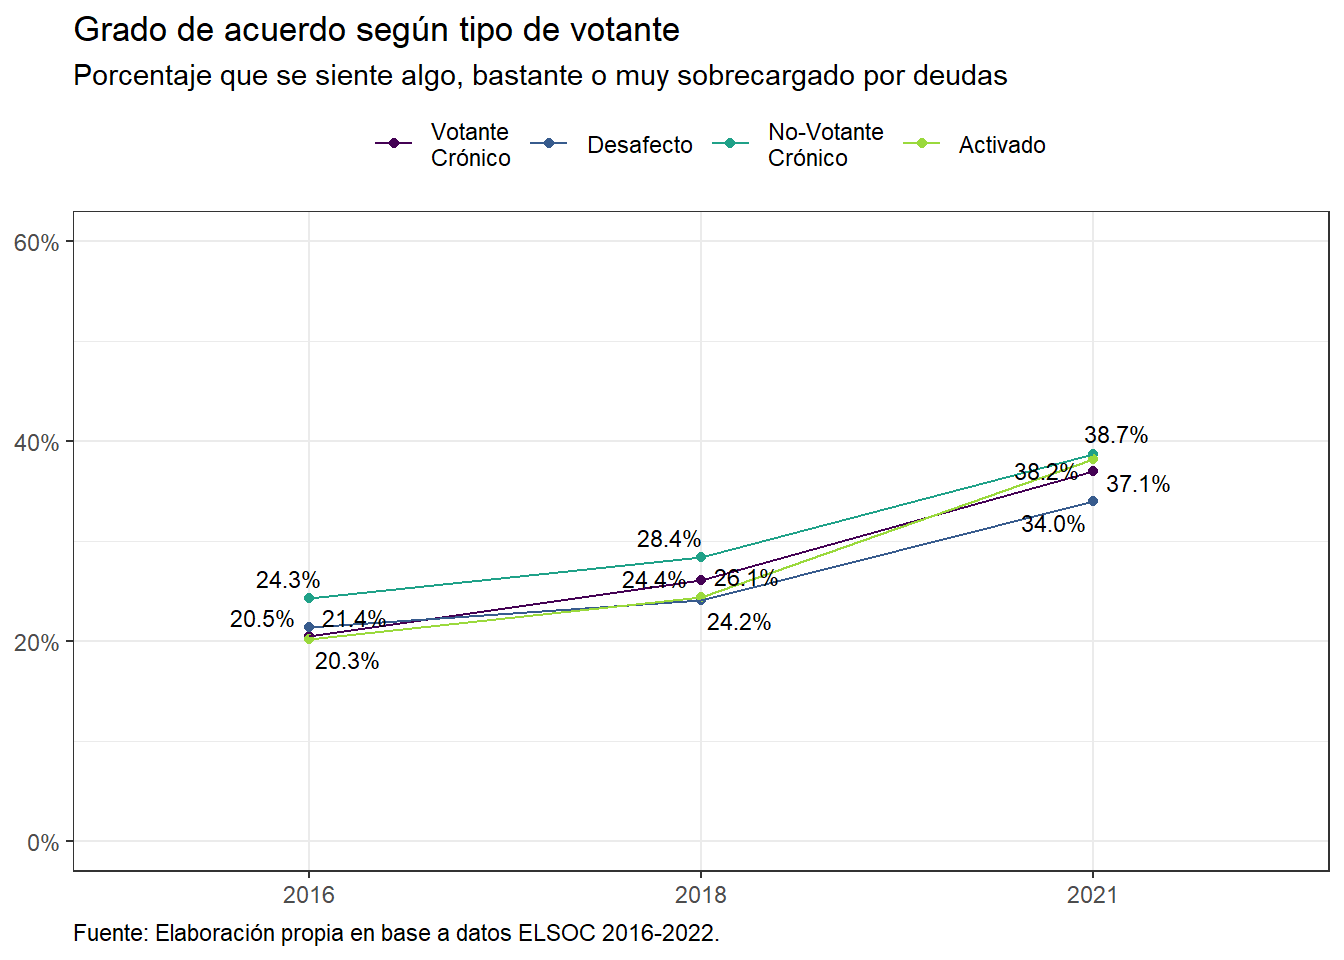 Grado de acuerdo según tipo de votante
Porcentaje que se siente algo, bastante o muy sobrecargado por deudas
Votante
Crónico
Desafecto
No-Votante
Crónico
Activado
60%
40%
20%
0%
38.7%
38.2%
37.1%
34.0%
28.4%
24.4%
26.1%
24.2%
24.3%
20.5%
21.4%
20.3%
2016
2018
2021
Fuente: Elaboración propia en base a datos ELSOC 2016-2022.